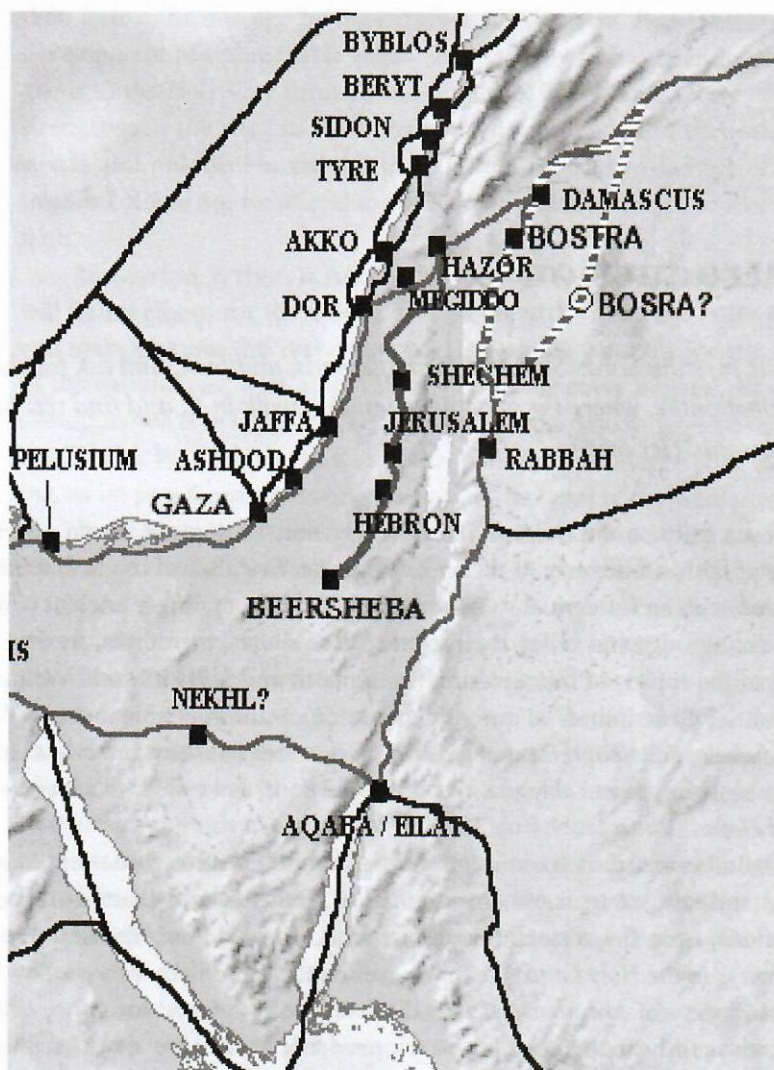 BYBLOS
BERYT
SIDON
TYRE
DAMASCUS
AKKO
BOSTRA
HAZOR
DOR
MEGIDDO
BOSRA?
SHECHEM
JAFFA
JERUSALEM
PELUSIUM
ASHDOD
RABBAH
GAZA
HEBRON
BEERSHEBA
IS
NEKHL?
AQABA / EILAT